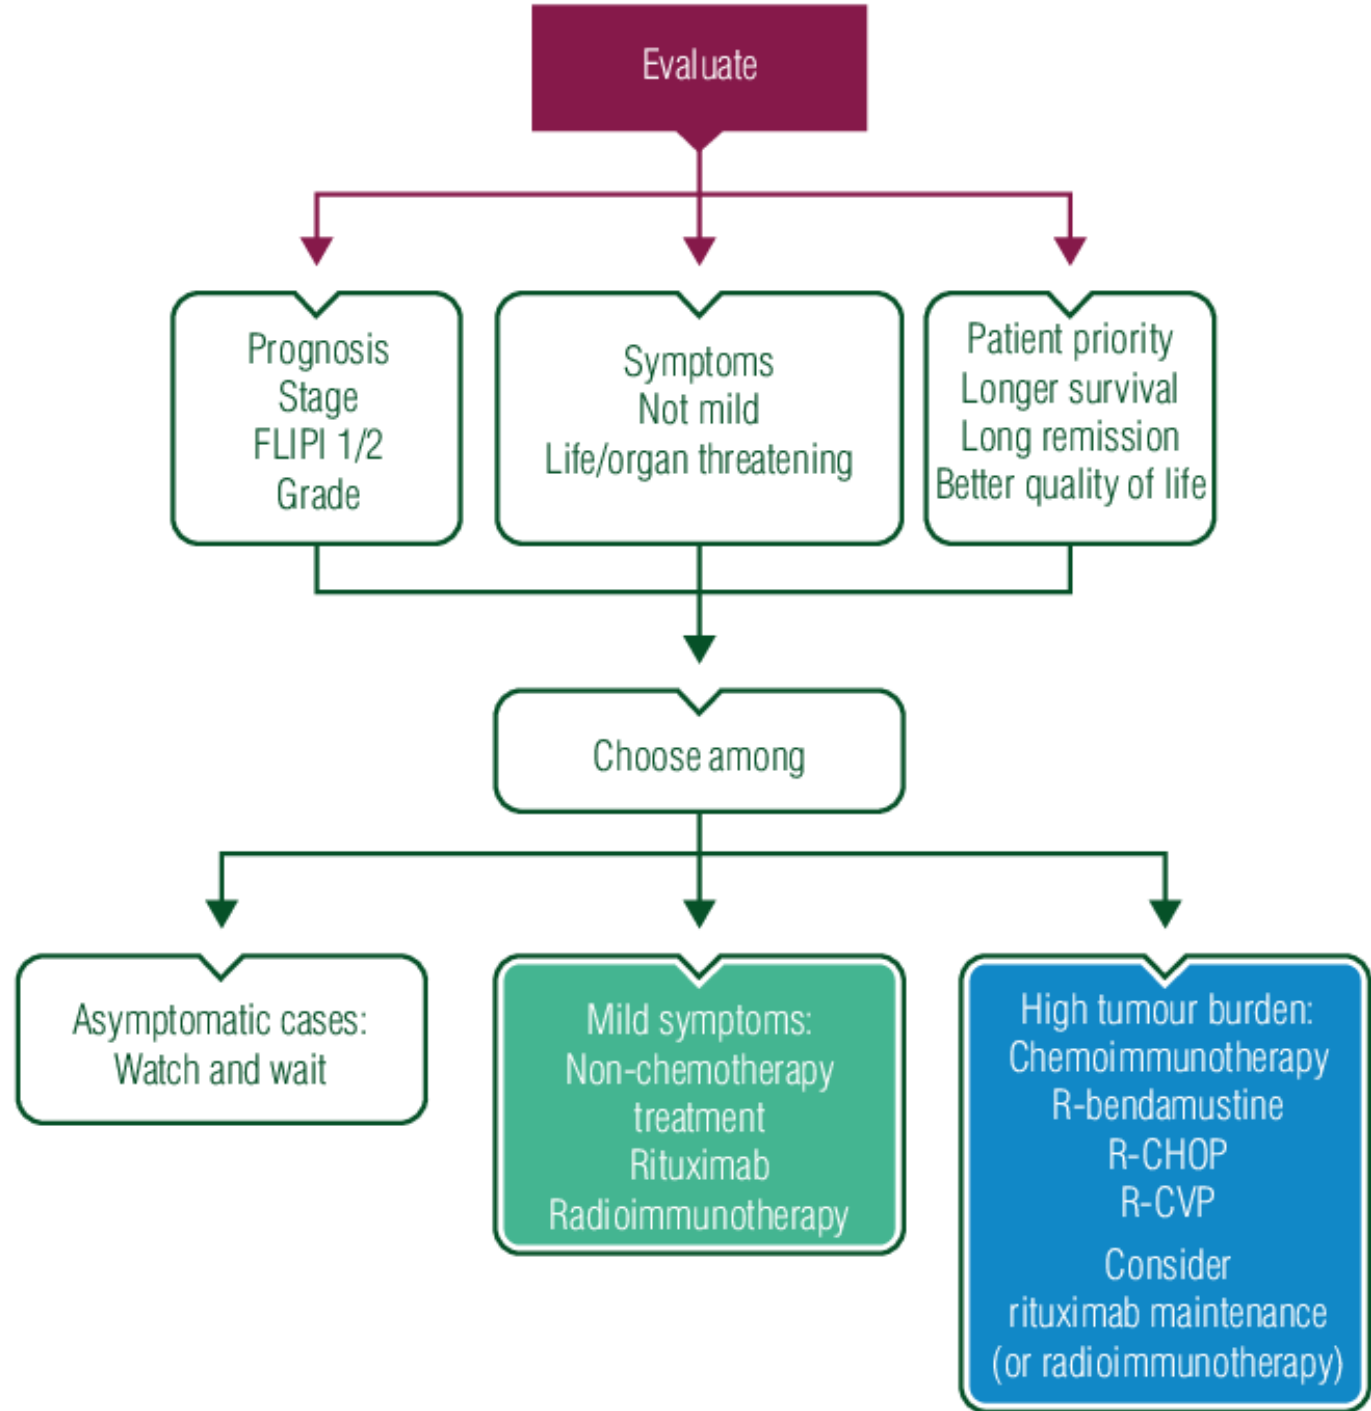 Evaluate
Prognosis
Stage
FLIPI 1/2
Grade
Symptoms
Not mild
Life/organ threatening
Patient priority
Longer survival
Long remission
Better quality of life
Choose among
Asymptomatic cases:
Watch and wait
Mild symptoms:
Non-chemotherapy
treatment
Rituximab
Radioimmunotherapy
High tumour burden:
Chemoimmunotherapy
R-bendamustine
R-CHOP
R-CVP
Consider
rituximab maintenance
(or radioimmunotherapy)